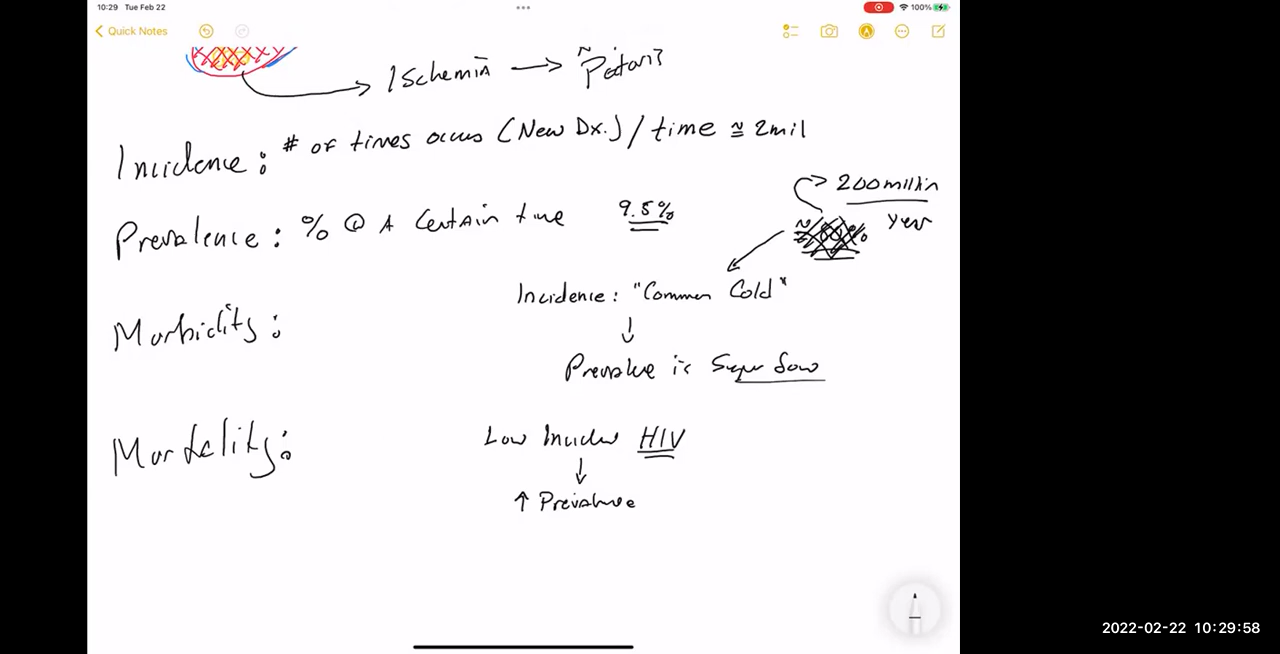 10:29 Tue Feb 22
100%
Quick Notes
Ischemia →
Incidence: # of times occurs (New Dx.) / time ≅ 2mil
200 million
year
Prevalence: % @ A Certain time 9.5%
Incidence: "Common Cold"
↓
Morbidity:
Prevalence is Super Low
Mortality:
Low Incidence HIV
↓
↑ Prevalence
2022-02-22 10:29:58